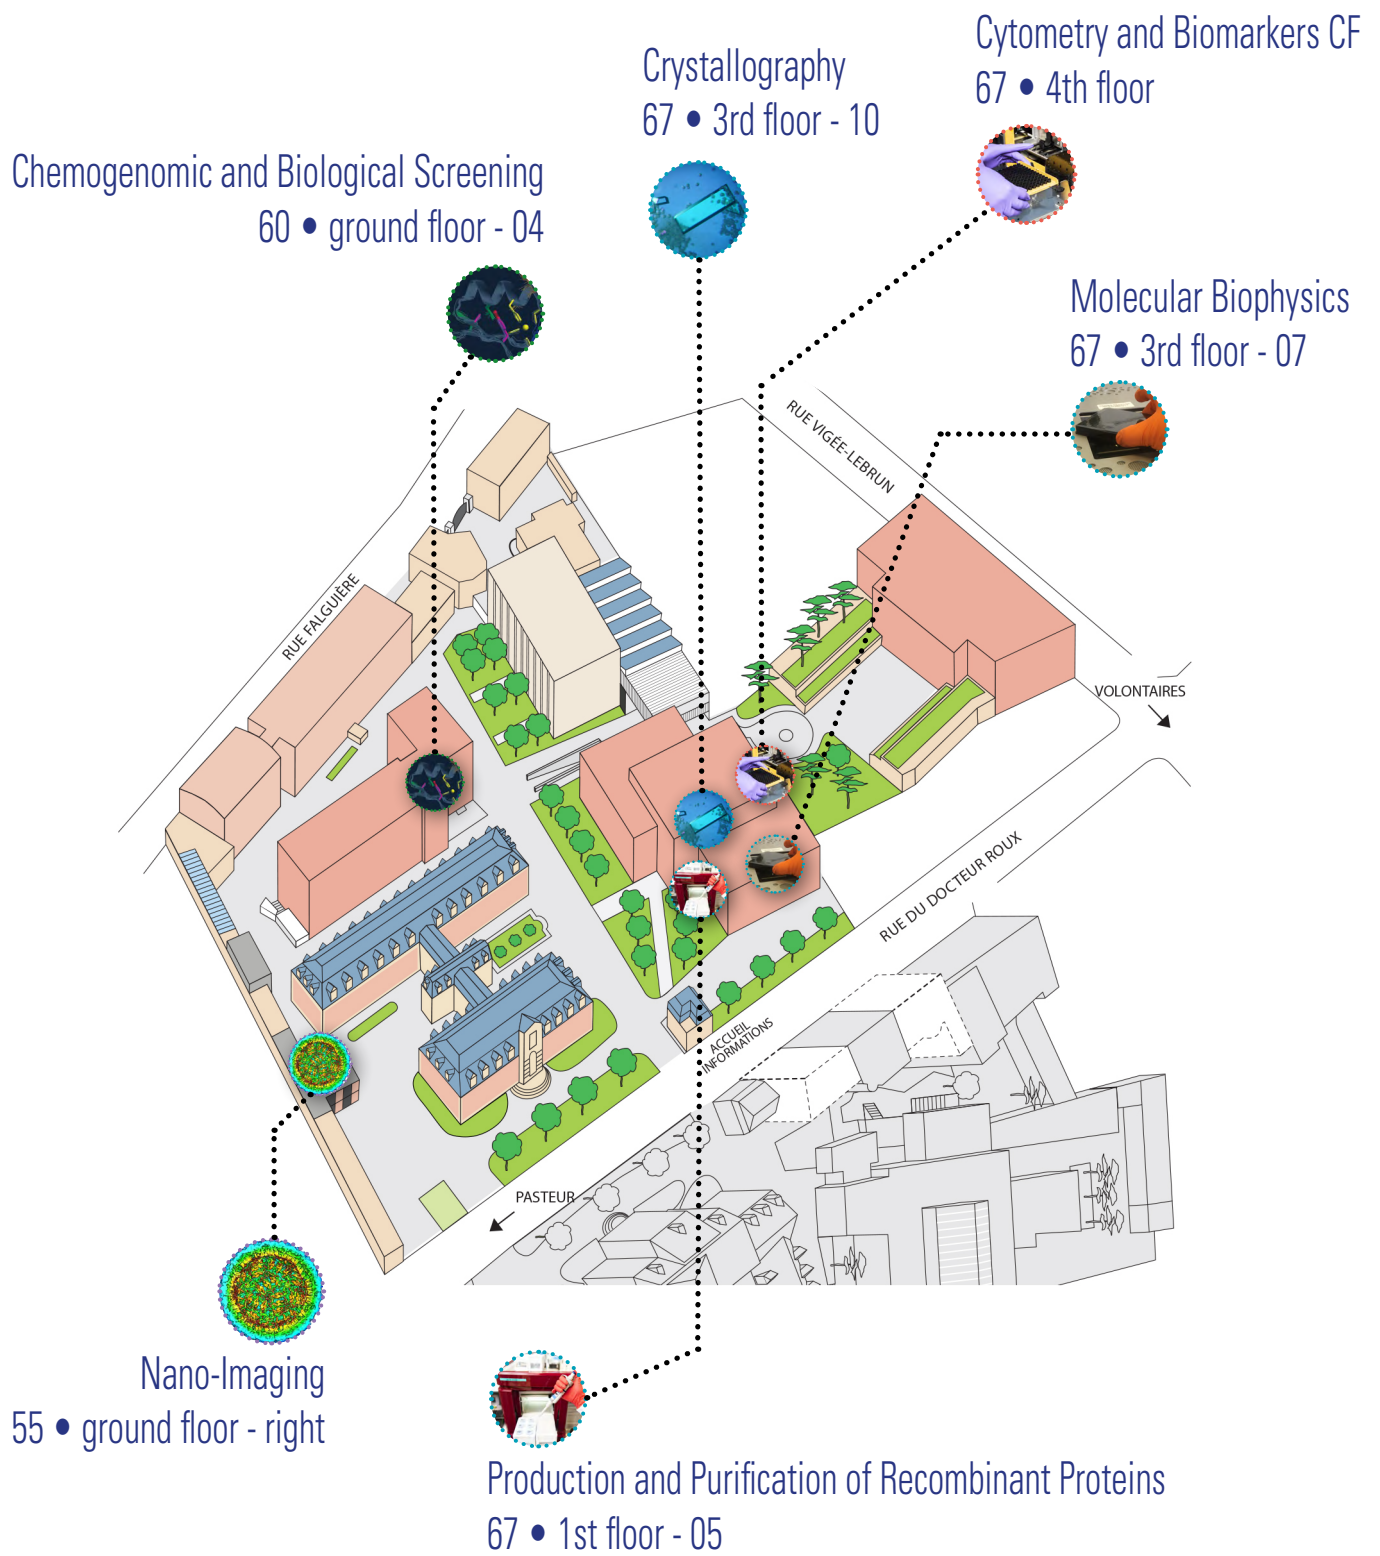 Cytometry and Biomarkers CF
67 • 4th floor
Crystallography
67 • 3rd floor - 10
Chemogenomic and Biological Screening
60 • ground floor - 04
Molecular Biophysics
67 • 3rd floor - 07
RUE VIGÉE-LEBRUN
RUE FALGUIÈRE
VOLONTAIRES
RUE DU DOCTEUR ROUX
ACCUEIL
INFORMATIONS
PASTEUR
Nano-Imaging
55 • ground floor - right
Production and Purification of Recombinant Proteins
67 • 1st floor - 05